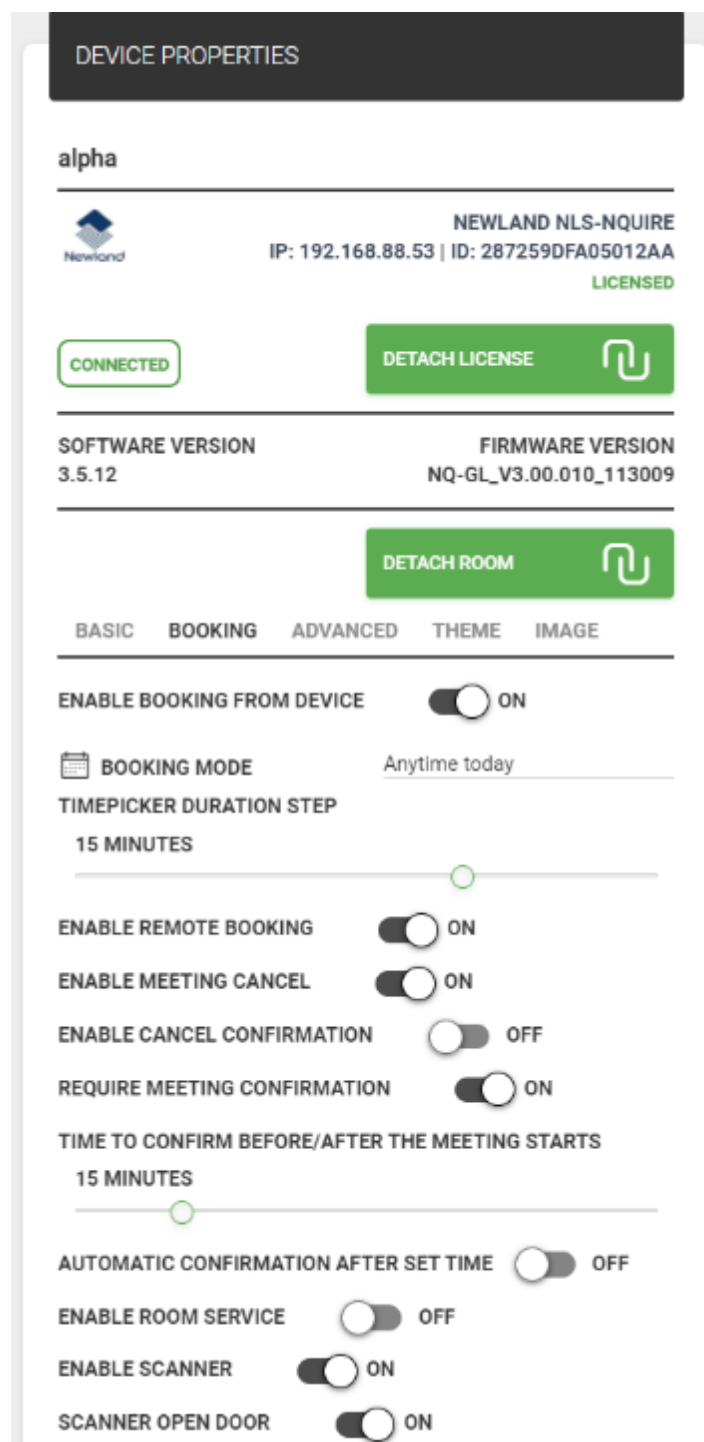 DEVICE PROPERTIES
alpha
Newland
NEWLAND NLS-NQUIRE
IP: 192.168.88.53 | ID: 287259DFA05012AA
LICENSED
CONNECTED
DETACH LICENSE
SOFTWARE VERSION
3.5.12
FIRMWARE VERSION
NQ-GL_V3.00.010_113009
DETACH ROOM
BASIC BOOKING ADVANCED THEME IMAGE
ENABLE BOOKING FROM DEVICE ON
BOOKING MODE Anytime today
TIMEPICKER DURATION STEP
15 MINUTES
ENABLE REMOTE BOOKING ON
ENABLE MEETING CANCEL ON
ENABLE CANCEL CONFIRMATION OFF
REQUIRE MEETING CONFIRMATION ON
TIME TO CONFIRM BEFORE/AFTER THE MEETING STARTS
15 MINUTES
AUTOMATIC CONFIRMATION AFTER SET TIME OFF
ENABLE ROOM SERVICE OFF
ENABLE SCANNER ON
SCANNER OPEN DOOR ON